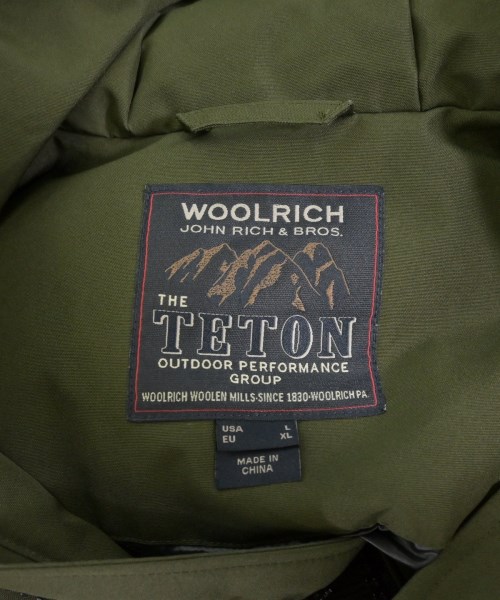 WOOLRICH
JOHN RICH & BROS.
THE
TETON
OUTDOOR PERFORMANCE
GROUP
WOOLRICH WOOLEN MILLS-SINCE 1830-WOOLRICH PA.
USA L
EU XL
MADE IN
CHINA